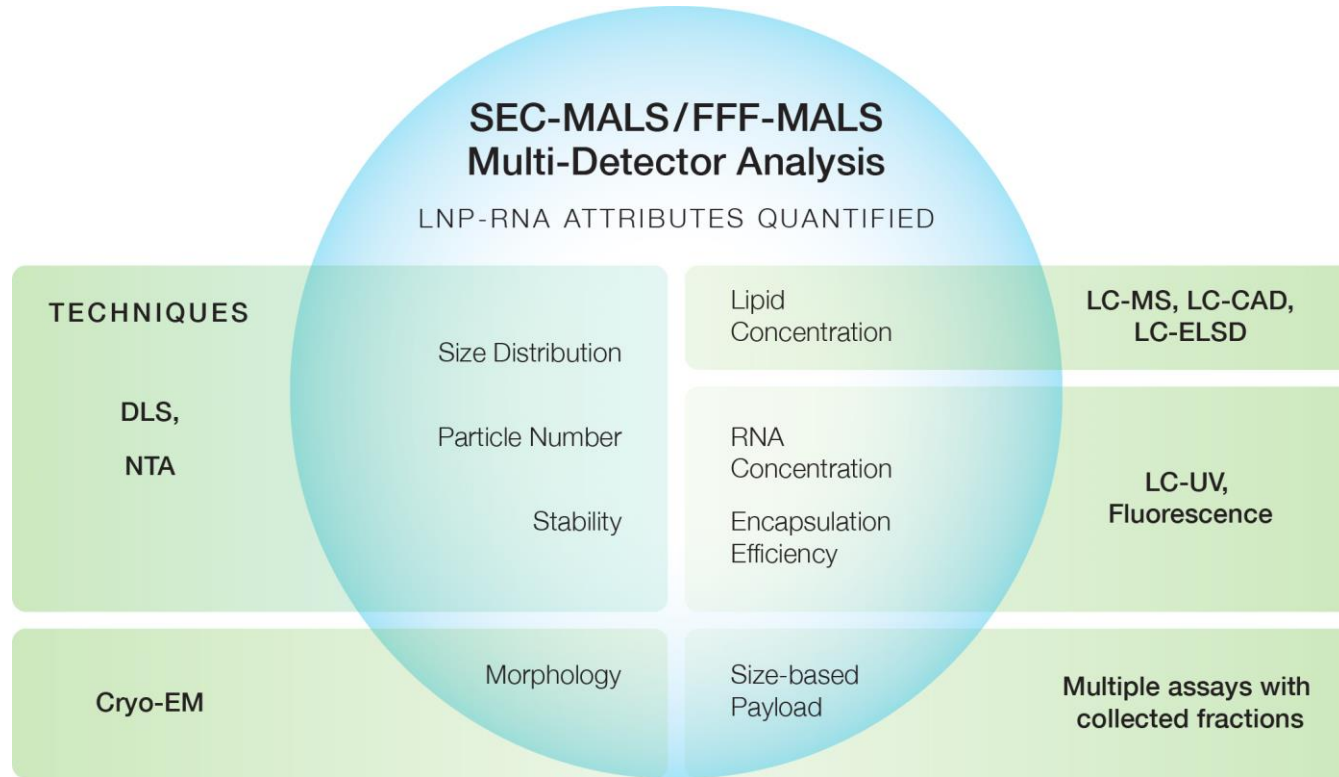 SEC-MALS/FFF-MALS
Multi-Detector Analysis
LNP-RNA ATTRIBUTES QUANTIFIED
TECHNIQUES
DLS,
NTA
Size Distribution
Particle Number
Stability
Lipid
Concentration
LC-MS, LC-CAD,
LC-ELSD
RNA
Concentration
Encapsulation
Efficiency
LC-UV,
Fluorescence
Cryo-EM
Morphology
Size-based
Payload
Multiple assays with
collected fractions